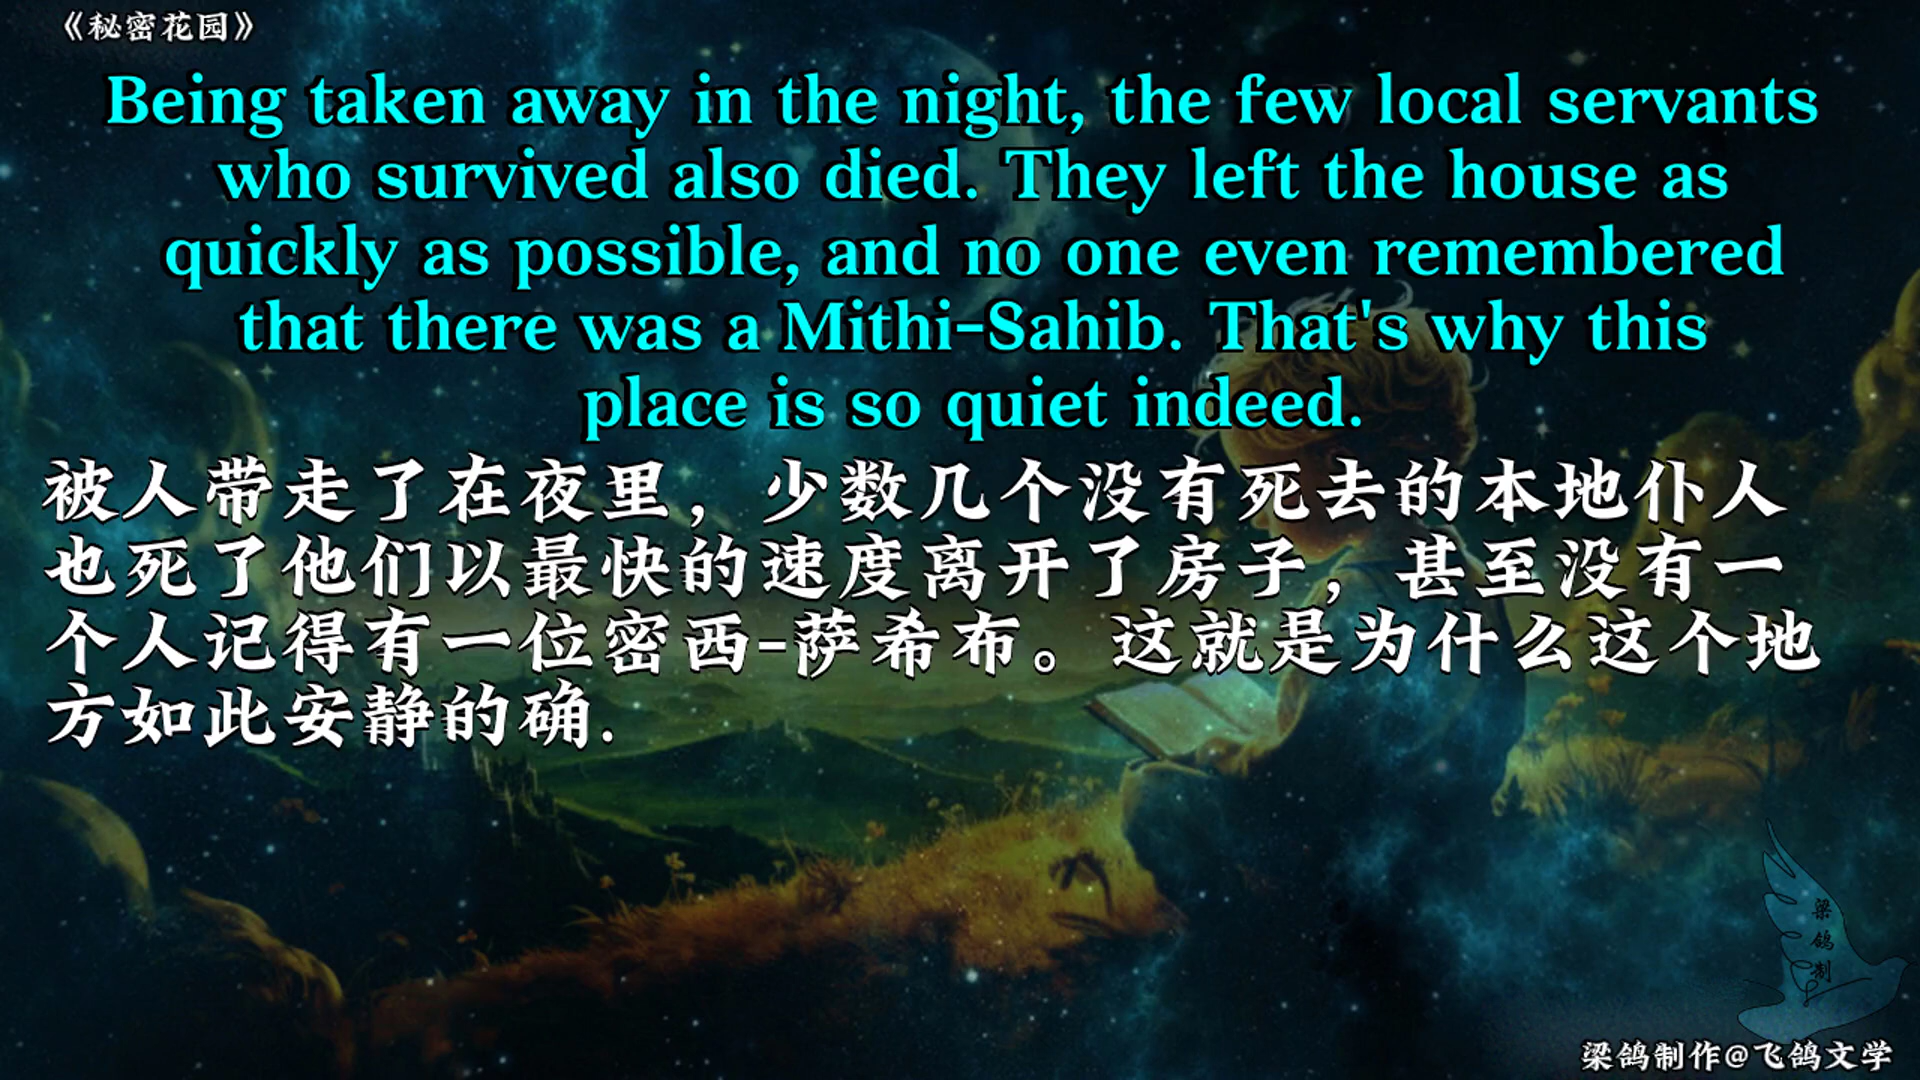 《秘密花园》
Being taken away in the night, the few local servants
who survived also died. They left the house as
quickly as possible, and no one even remembered
that there was a Mithi-Sahib. That's why this
place is so quiet indeed.
被人带走了在夜里，少数几个没有死去的本地仆人
也死了他们以最快的速度离开了房子，甚至没有一
个人记得有一位密西-萨希布。这就是为什么这个地
方如此安静的确.
梁鸽制
梁鸽制作@飞鸽文学